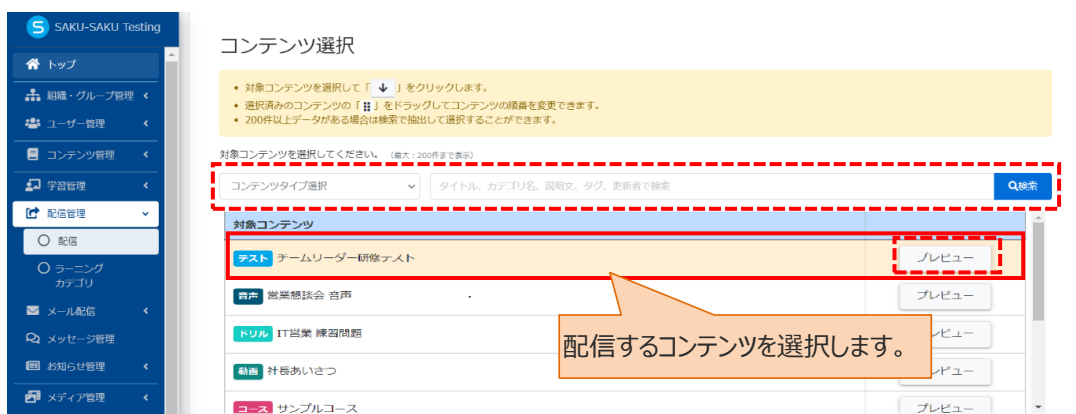 SAKU-SAKU Testing
トップ
組織・グループ管理
ユーザー管理
コンテンツ管理
学習管理
配信管理
配信
ラーニング
カテゴリ
メール配信
メッセージ管理
お知らせ管理
メディア管理
コンテンツ選択
• 対象コンテンツを選択して「 ↓ 」をクリックします。
• 選択済みのコンテンツの「 ⠿ 」をドラッグしてコンテンツの順番を変更できます。
• 200件以上データがある場合は検索で抽出して選択することができます。
対象コンテンツを選択してください。 (最大:200件まで表示)
コンテンツタイプ選択 タイトル、カテゴリ名、説明文、タグ、更新者で検索 検索
対象コンテンツ
テスト チームリーダー研修テスト プレビュー
音声 営業懇談会 音声 プレビュー
ドリル IT営業 練習問題 レビュー
動画 社長あいさつ プレビュー
コース サンプルコース プレビュー
配信するコンテンツを選択します。